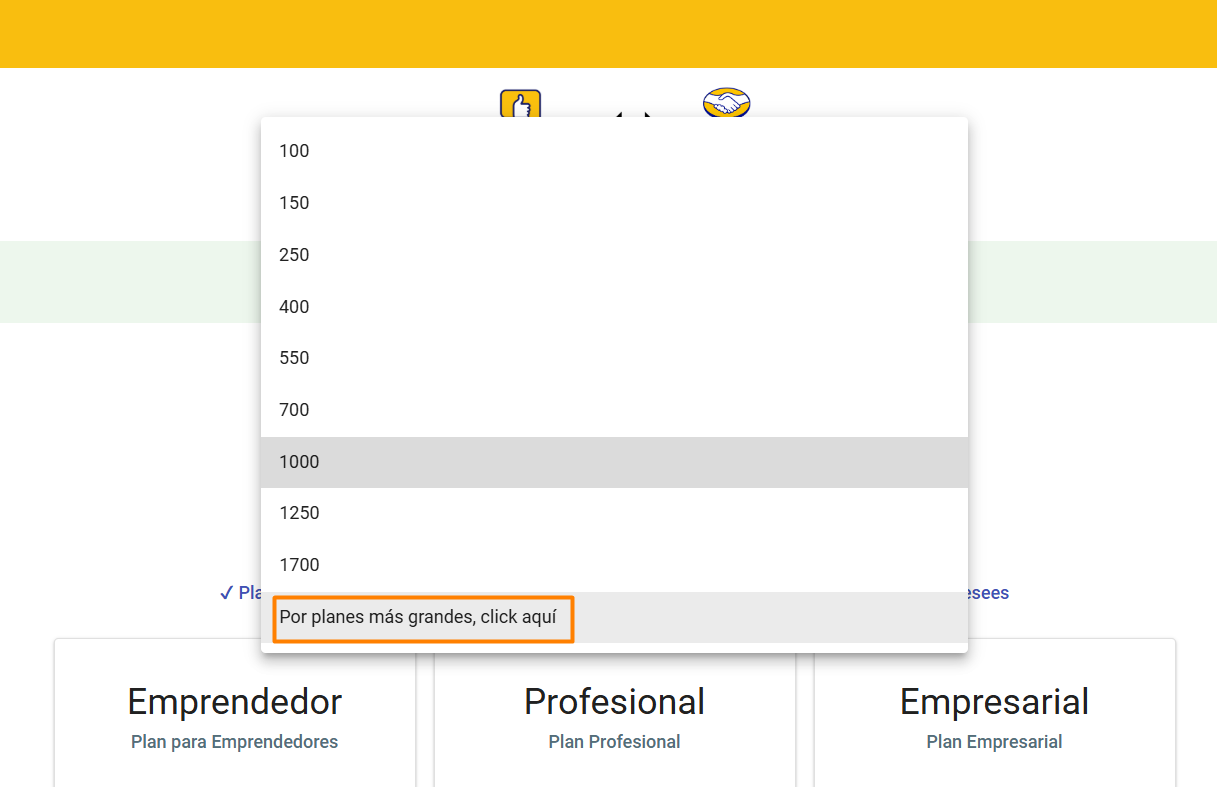 100
150
250
400
550
700
1000
1250
1700
✓ Pla
esees
Por planes más grandes, click aquí
Emprendedor
Profesional
Empresarial
Plan para Emprendedores
Plan Profesional
Plan Empresarial